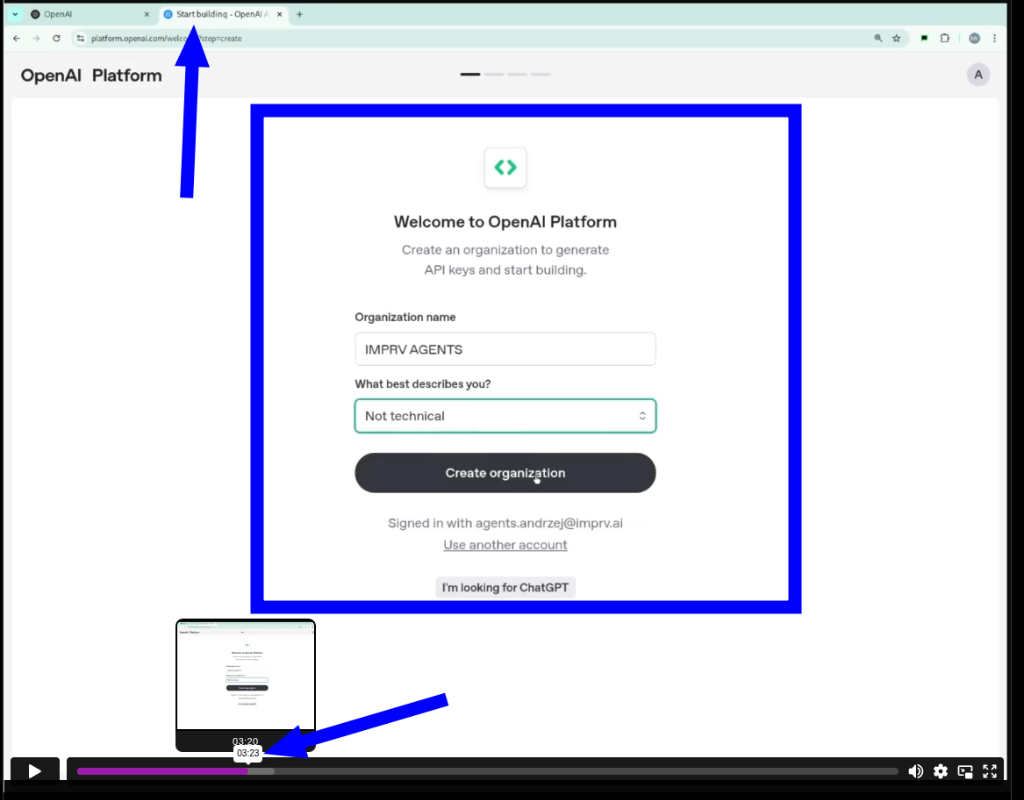 OpenAI
Start building - OpenAI A
platform.openai.com/welco ?step=create
OpenAI Platform
A
Welcome to OpenAI Platform
Create an organization to generate
API keys and start building.
Organization name
IMPRV AGENTS
What best describes you?
Not technical
Create organization
Signed in with agents.andrzej@imprv.ai
Use another account
I'm looking for ChatGPT
03:20
03:23